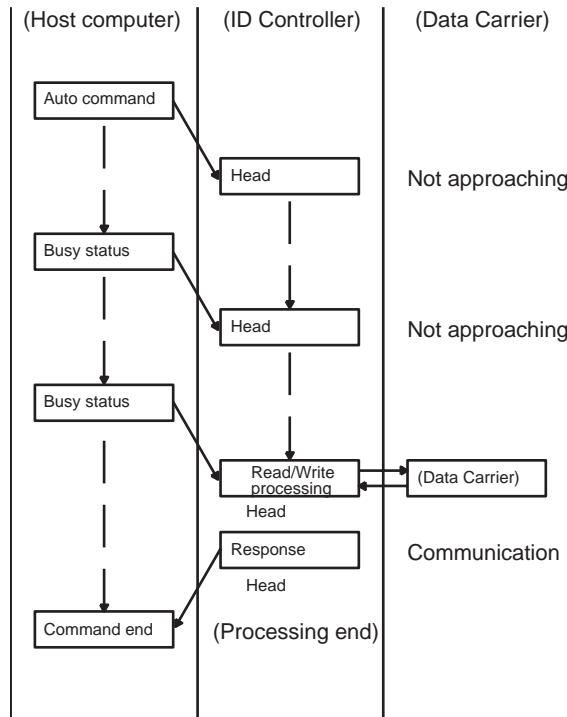 (Host computer) (ID Controller) (Data Carrier)
Auto command
Head
Not approaching
Busy status
Head
Not approaching
Busy status
Read/Write
processing
(Data Carrier)
Head
Response
Communication
Head
Command end
(Processing end)